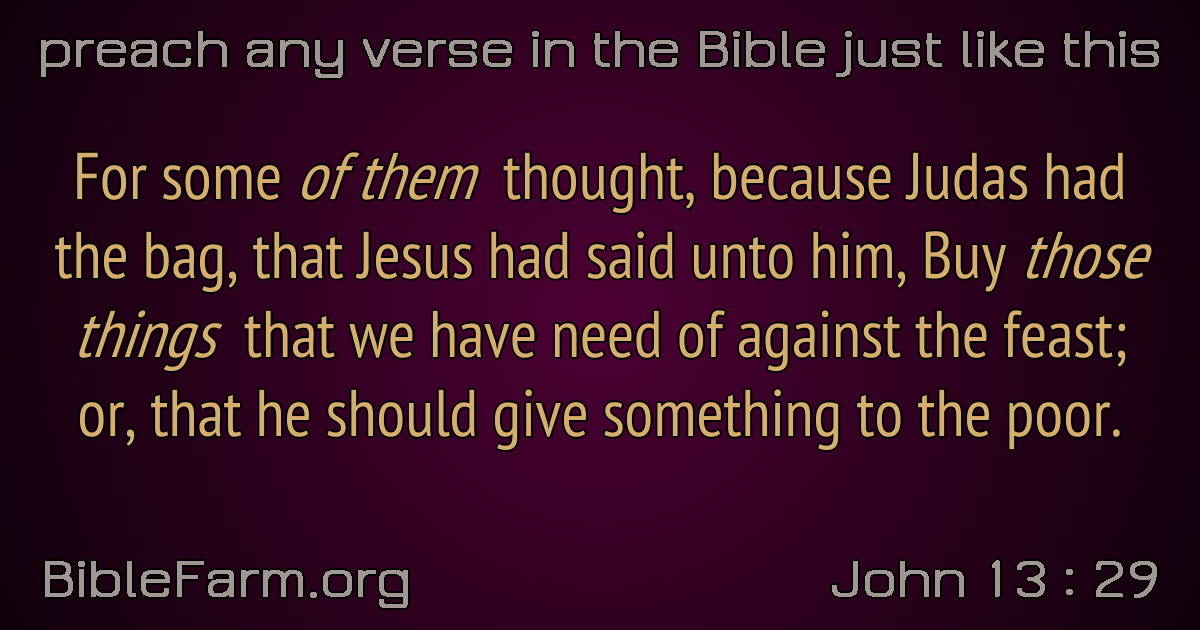 preach any verse in the Bible just like this
For some of them thought, because Judas had
the bag, that Jesus had said unto him, Buy those
things that we have need of against the feast;
or, that he should give something to the poor.
BibleFarm.org
John 13 : 29